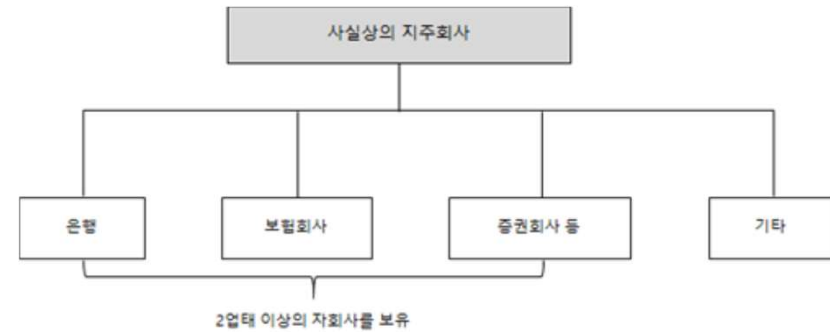 사실상의 지주회사
은행
보험회사
증권회사 등
기타
2업태 이상의 자회사를 보유